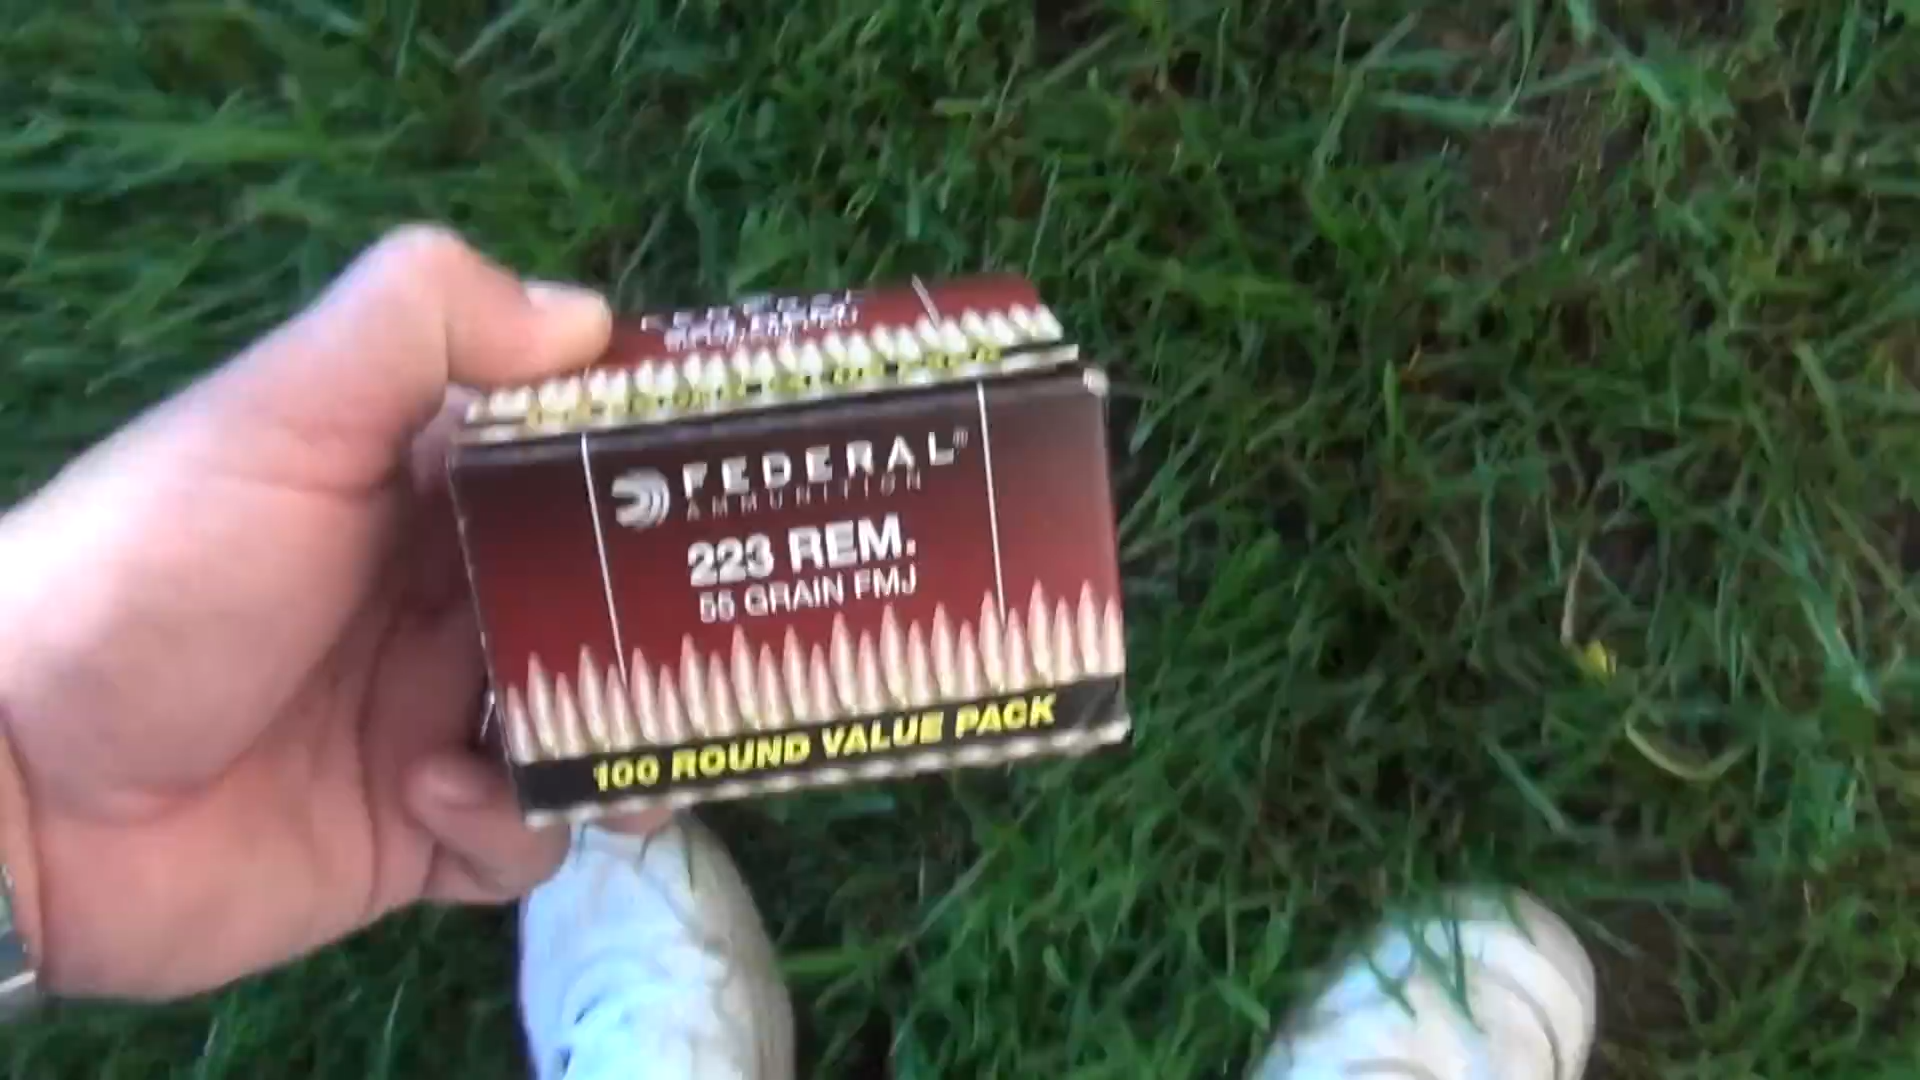 FEDERAL®
AMMUNITION
223 REM.
55 GRAIN FMJ
100 ROUND VALUE PACK